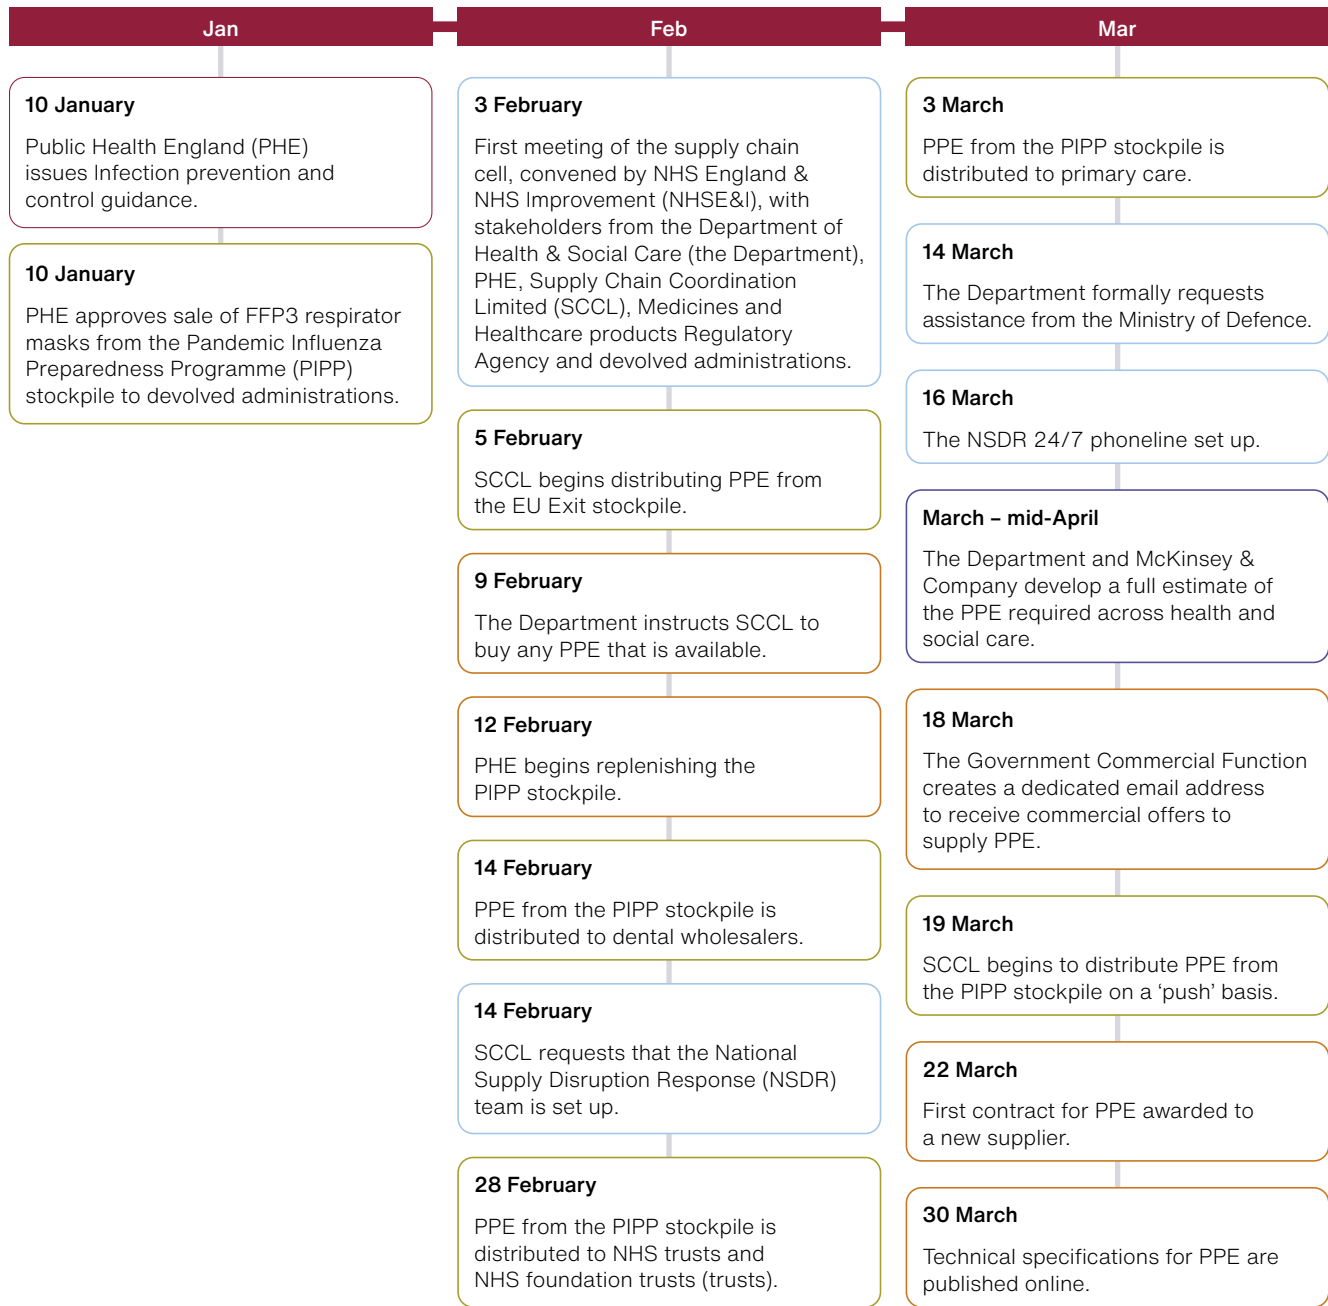 Jan
10 January
Public Health England (PHE)
issues Infection prevention and
control guidance.
10 January
PHE approves sale of FFP3 respirator
masks from the Pandemic Influenza
Preparedness Programme (PIPP)
stockpile to devolved administrations.
Feb
3 February
First meeting of the supply chain
cell, convened by NHS England &
NHS Improvement (NHSE&I), with
stakeholders from the Department of
Health & Social Care (the Department),
PHE, Supply Chain Coordination
Limited (SCCL), Medicines and
Healthcare products Regulatory
Agency and devolved administrations.
5 February
SCCL begins distributing PPE from
the EU Exit stockpile.
9 February
The Department instructs SCCL to
buy any PPE that is available.
12 February
PHE begins replenishing the
PIPP stockpile.
14 February
PPE from the PIPP stockpile is
distributed to dental wholesalers.
14 February
SCCL requests that the National
Supply Disruption Response (NSDR)
team is set up.
28 February
PPE from the PIPP stockpile is
distributed to NHS trusts and
NHS foundation trusts (trusts).
Mar
3 March
PPE from the PIPP stockpile is
distributed to primary care.
14 March
The Department formally requests
assistance from the Ministry of Defence.
16 March
The NSDR 24/7 phoneline set up.
March – mid-April
The Department and McKinsey &
Company develop a full estimate of
the PPE required across health and
social care.
18 March
The Government Commercial Function
creates a dedicated email address
to receive commercial offers to
supply PPE.
19 March
SCCL begins to distribute PPE from
the PIPP stockpile on a ‘push’ basis.
22 March
First contract for PPE awarded to
a new supplier.
30 March
Technical specifications for PPE are
published online.